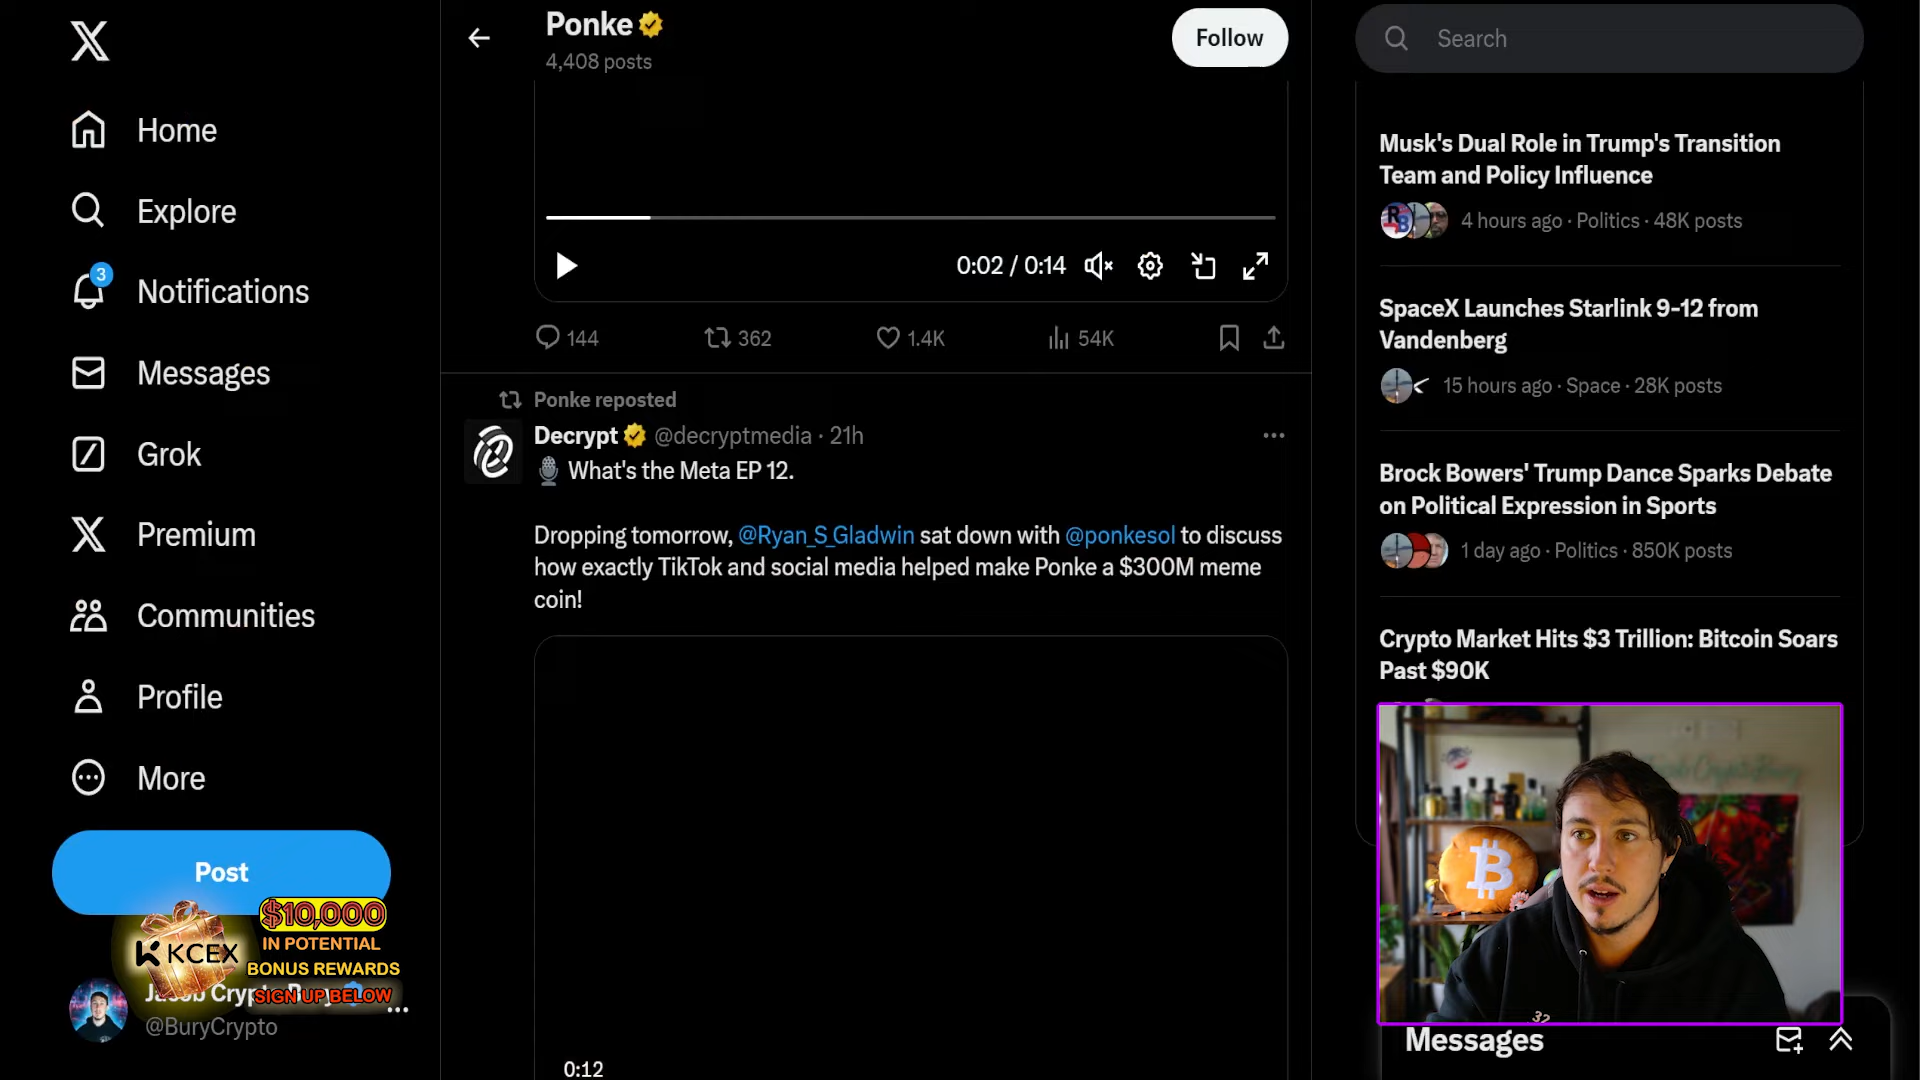 Home
Explore
3
Notifications
Messages
Grok
Premium
Communities
Profile
More
Post
$10,000
IN POTENTIAL
KCEX
BONUS REWARDS
SIGN UP BELOW
@BuryCrypto
Ponke
4,408 posts
Follow
0:02 / 0:14
144
362
1.4K
54K
Ponke reposted
Decrypt @decryptmedia · 21h
What's the Meta EP 12.
Dropping tomorrow, @Ryan_S_Gladwin sat down with @ponkesol to discuss
how exactly TikTok and social media helped make Ponke a $300M meme
coin!
0:12
Search
Musk's Dual Role in Trump's Transition
Team and Policy Influence
4 hours ago · Politics · 48K posts
SpaceX Launches Starlink 9-12 from
Vandenberg
15 hours ago · Space · 28K posts
Brock Bowers' Trump Dance Sparks Debate
on Political Expression in Sports
1 day ago · Politics · 850K posts
Crypto Market Hits $3 Trillion: Bitcoin Soars
Past $90K
Messages